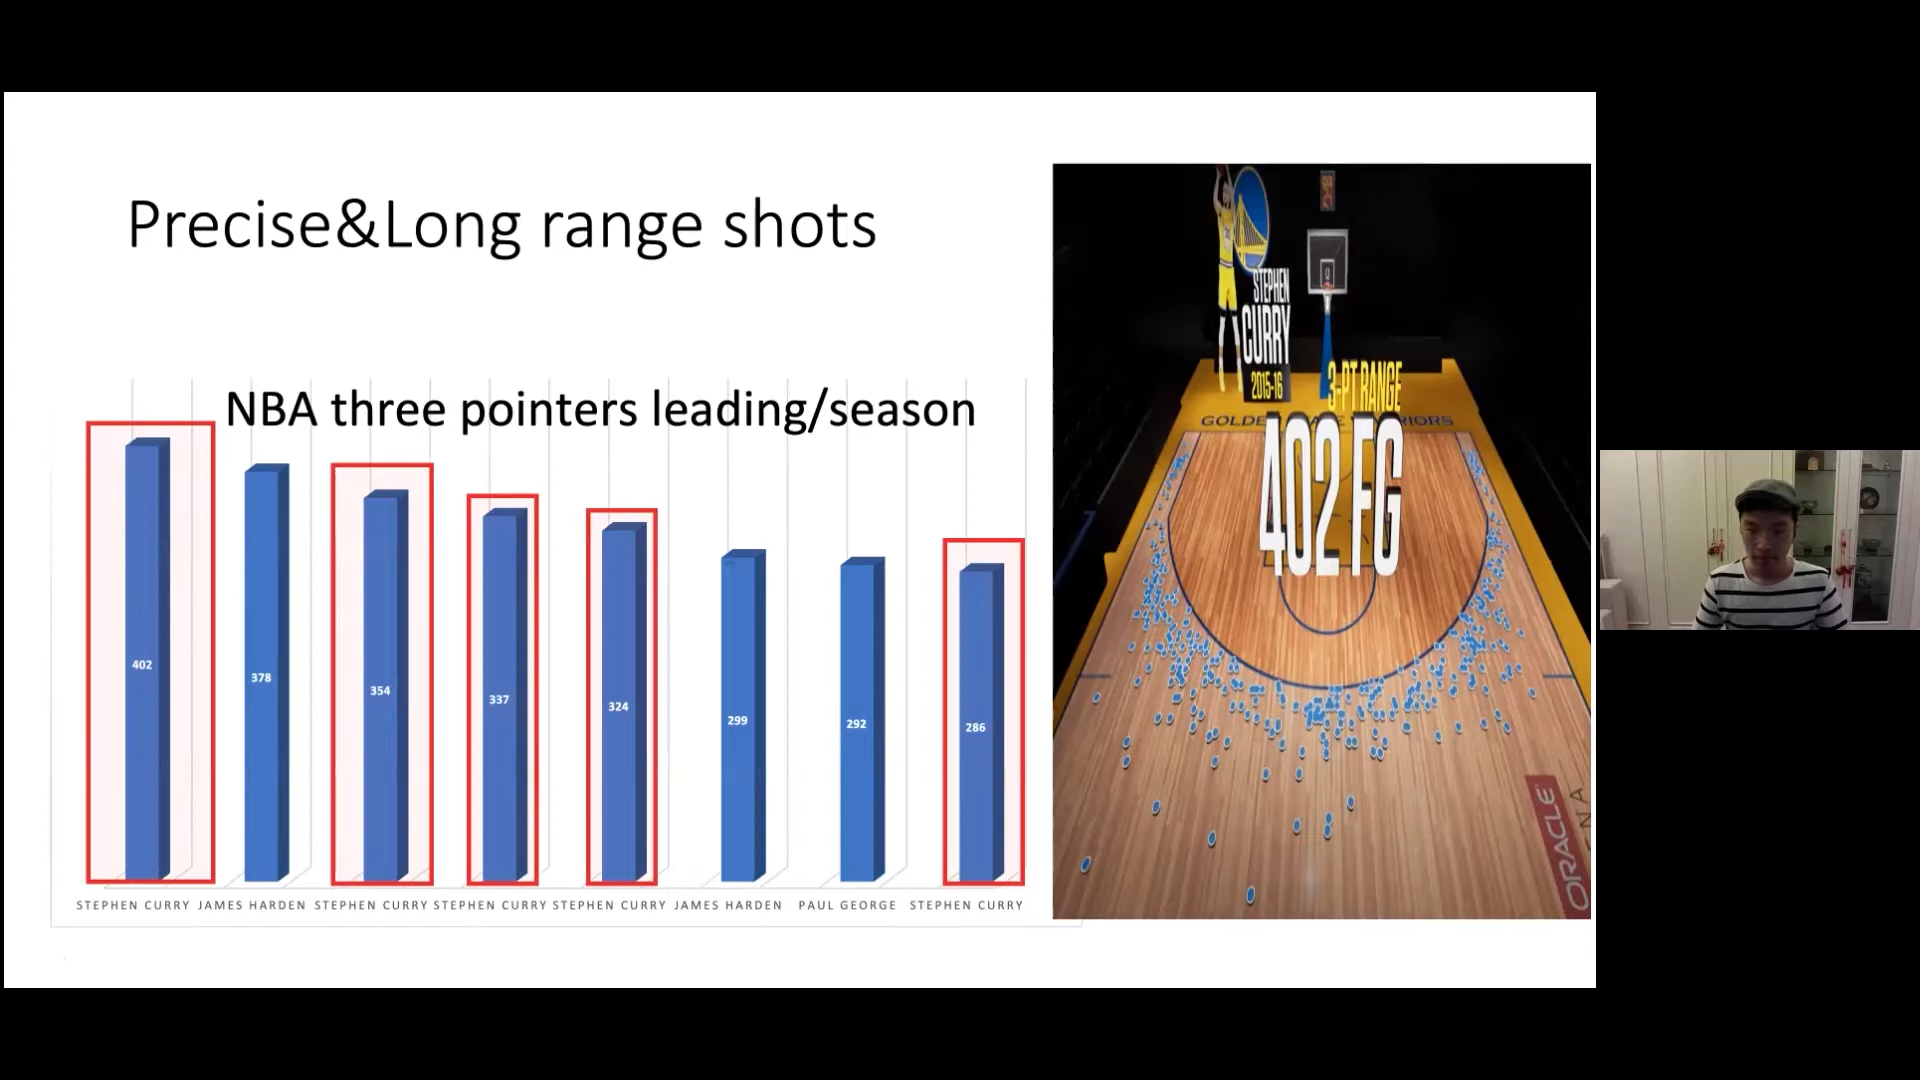 Precise&Long range shots
NBA three pointers leading/season
402
378
354
337
324
299
292
286
STEPHEN CURRY JAMES HARDEN STEPHEN CURRY STEPHEN CURRY STEPHEN CURRY JAMES HARDEN PAUL GEORGE STEPHEN CURRY
STEPHEN
CURRY
2015-16
3-PT RANGE
402 FG
ORACLE